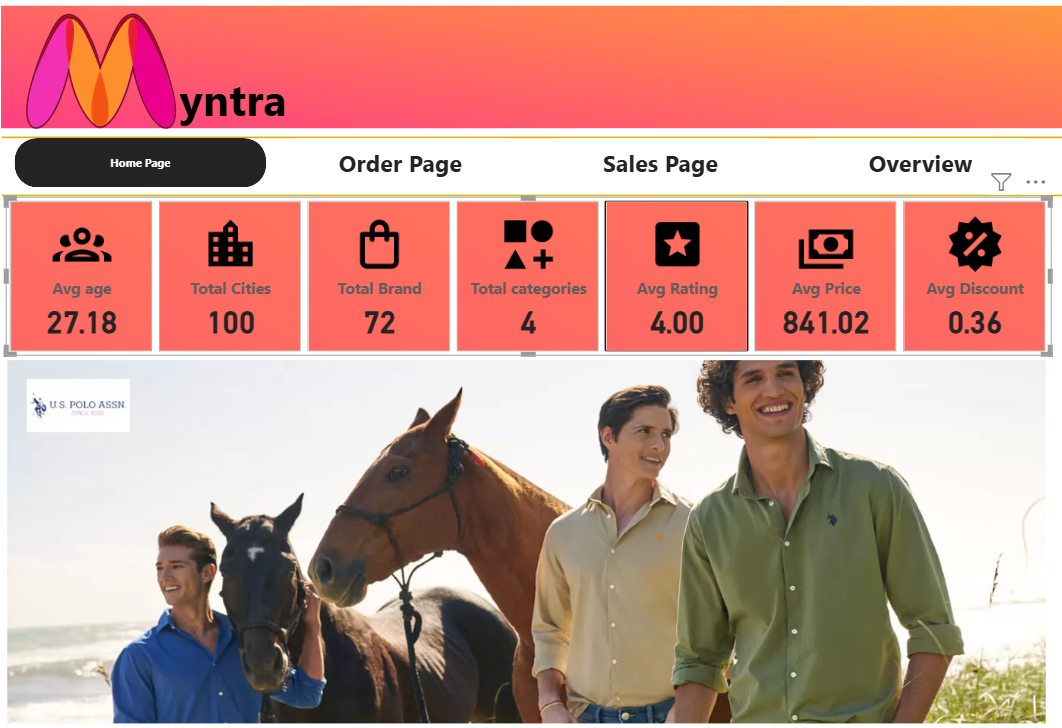 Myntra
Home Page
Order Page
Sales Page
Overview
Avg age
27.18
Total Cities
100
Total Brand
72
Total categories
4
Avg Rating
4.00
Avg Price
841.02
Avg Discount
0.36
U.S. POLO ASSN.
SINCE 1890